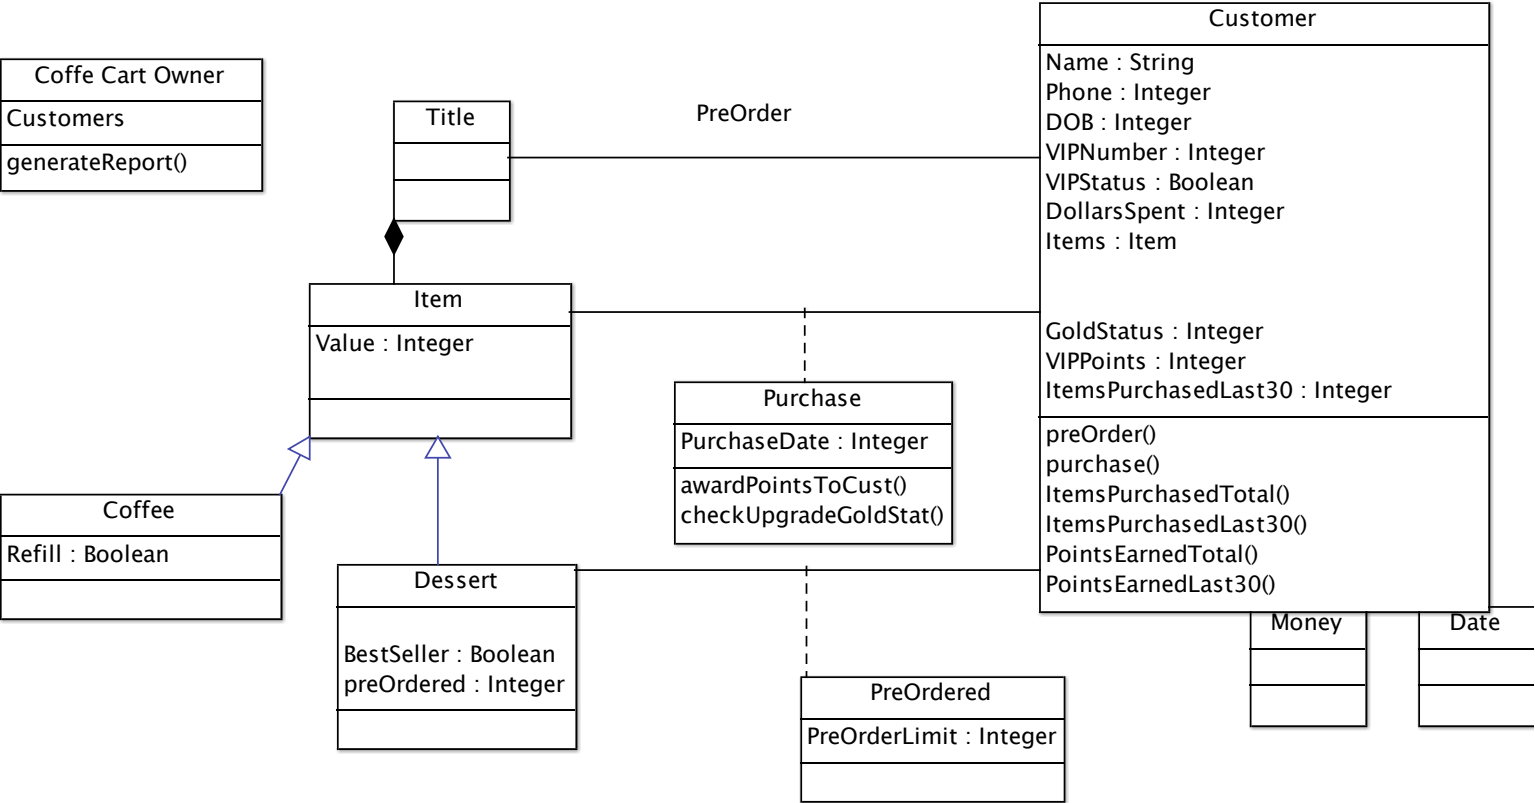 Coffe Cart Owner
Customers
generateReport()
Title
PreOrder
Customer
Name : String
Phone : Integer
DOB : Integer
VIPNumber : Integer
VIPStatus : Boolean
DollarsSpent : Integer
Items : Item
GoldStatus : Integer
VIPPoints : Integer
ItemsPurchasedLast30 : Integer
preOrder()
purchase()
ItemsPurchasedTotal()
ItemsPurchasedLast30()
PointsEarnedTotal()
PointsEarnedLast30()
Item
Value : Integer
Purchase
PurchaseDate : Integer
awardPointsToCust()
checkUpgradeGoldStat()
Coffee
Refill : Boolean
Dessert
BestSeller : Boolean
preOrdered : Integer
PreOrdered
PreOrderLimit : Integer
Money
Date